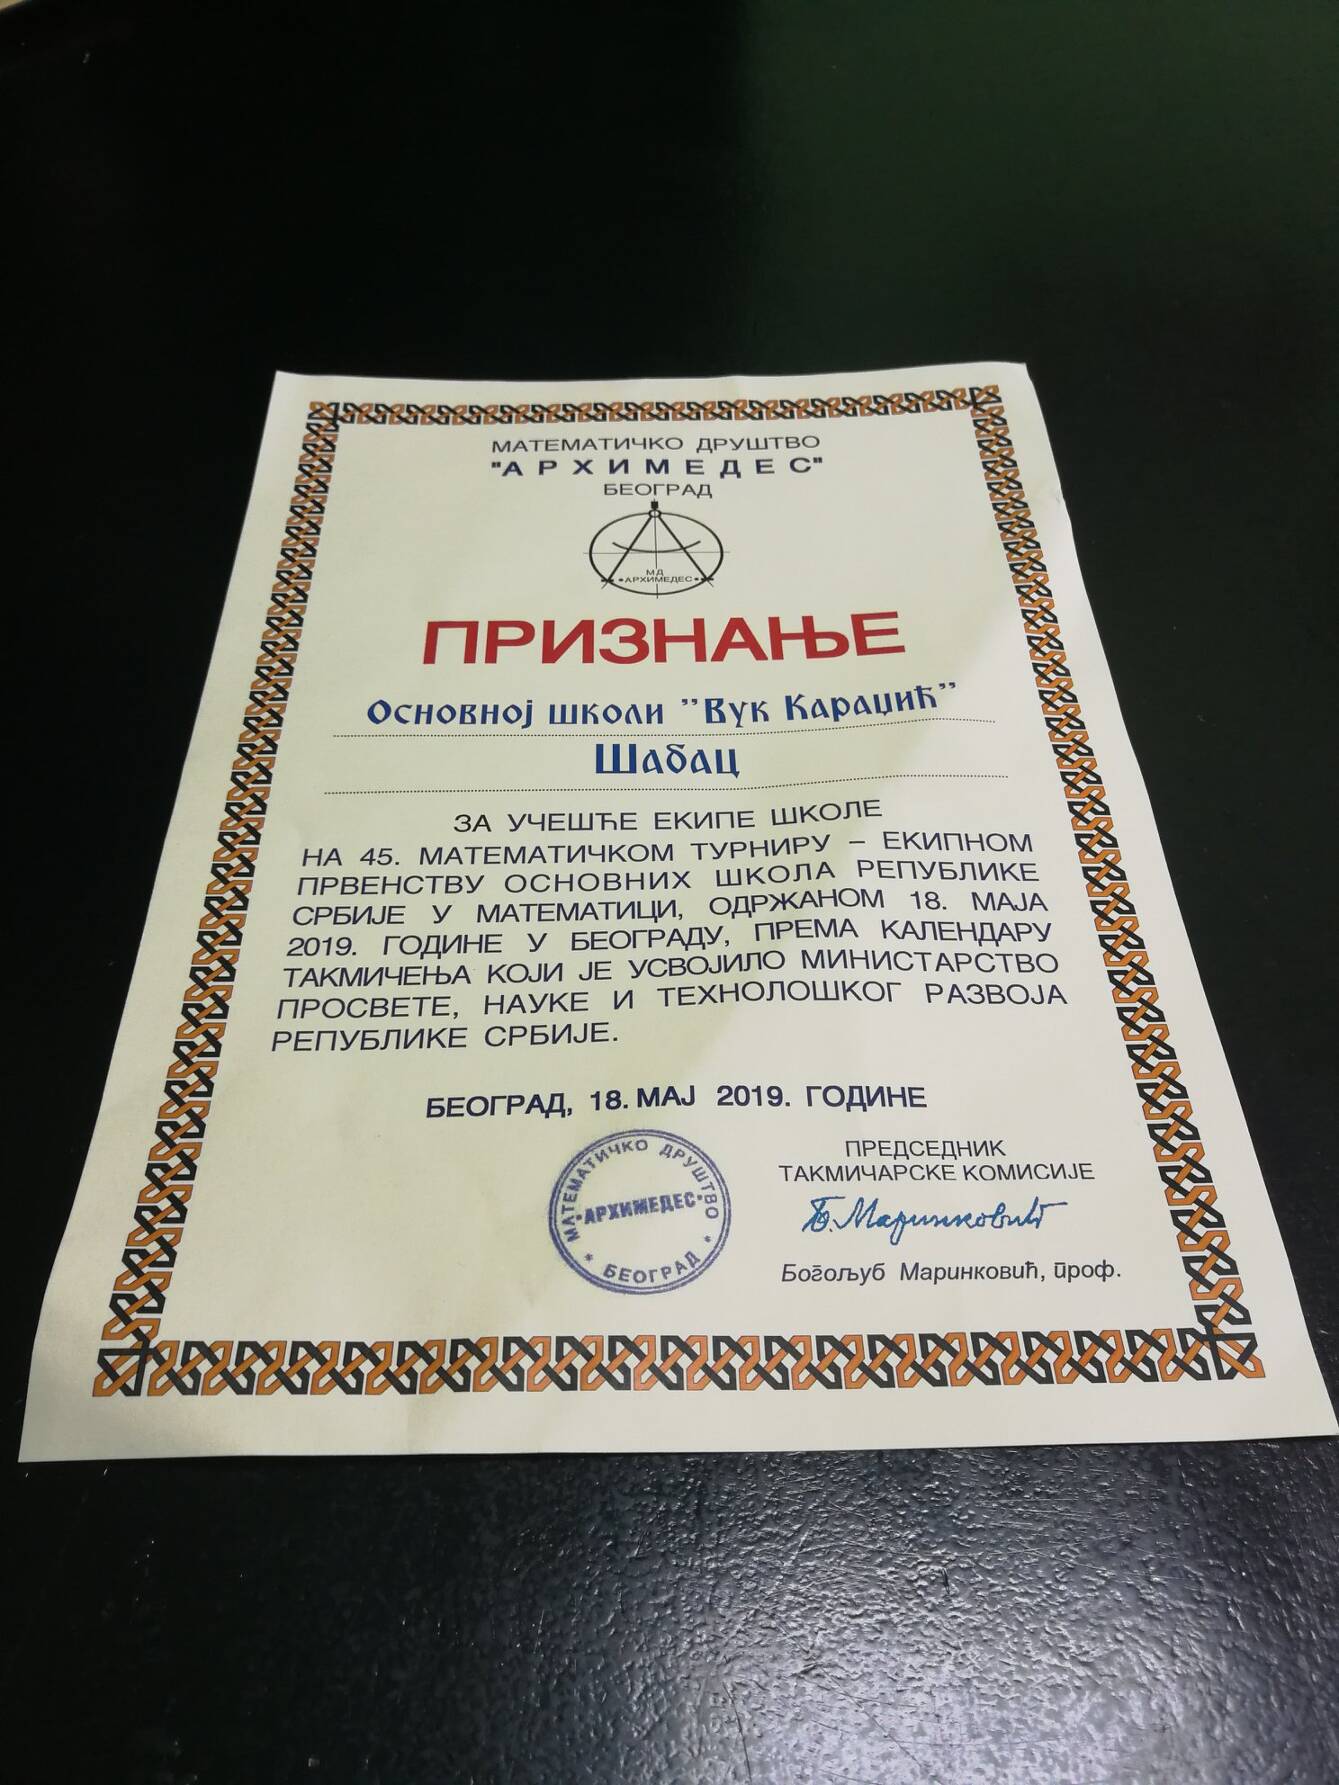 МАТЕМАТИЧКО ДРУШТВО
"АРХИМЕДЕС"
БЕОГРАД
МД
•АРХИМЕДЕС•
ПРИЗНАЊЕ
Основној школи ”Вук Караџић”
Шабац
ЗА УЧЕШЋЕ ЕКИПЕ ШКОЛЕ
НА 45. МАТЕМАТИЧКОМ ТУРНИРУ – ЕКИПНОМ
ПРВЕНСТВУ ОСНОВНИХ ШКОЛА РЕПУБЛИКЕ
СРБИЈЕ У МАТЕМАТИЦИ, ОДРЖАНОМ 18. МАЈА
2019. ГОДИНЕ У БЕОГРАДУ, ПРЕМА КАЛЕНДАРУ
ТАКМИЧЕЊА КОЈИ ЈЕ УСВОЈИЛО МИНИСТАРСТВО
ПРОСВЕТЕ, НАУКЕ И ТЕХНОЛОШКОГ РАЗВОЈА
РЕПУБЛИКЕ СРБИЈЕ.
БЕОГРАД, 18. МАЈ 2019. ГОДИНЕ
МАТЕМАТИЧКО ДРУШТВО
•АРХИМЕДЕС•
* БЕОГРАД *
ПРЕДСЕДНИК
ТАКМИЧАРСКЕ КОМИСИЈЕ
Б. Маринковић
Богољуб Маринковић, проф.